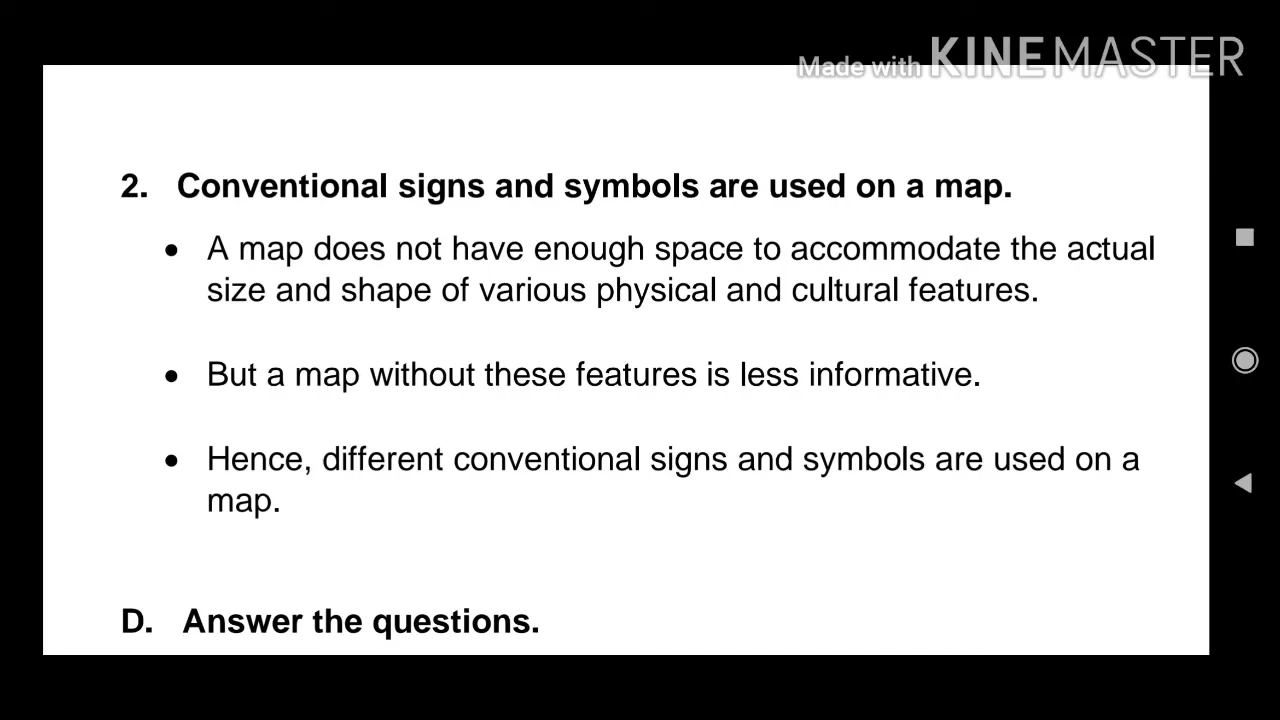 Made with KINEMASTER
2. Conventional signs and symbols are used on a map.
• A map does not have enough space to accommodate the actual
size and shape of various physical and cultural features.
• But a map without these features is less informative.
• Hence, different conventional signs and symbols are used on a
map.
D. Answer the questions.